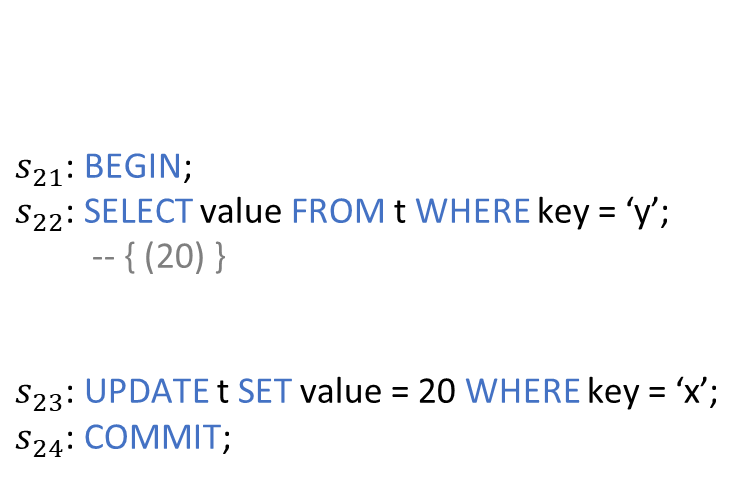 s21: BEGIN;
s22: SELECT value FROM t WHERE key = ‘y’;
-- { (20) }
s23: UPDATE t SET value = 20 WHERE key = ‘x’;
s24: COMMIT;